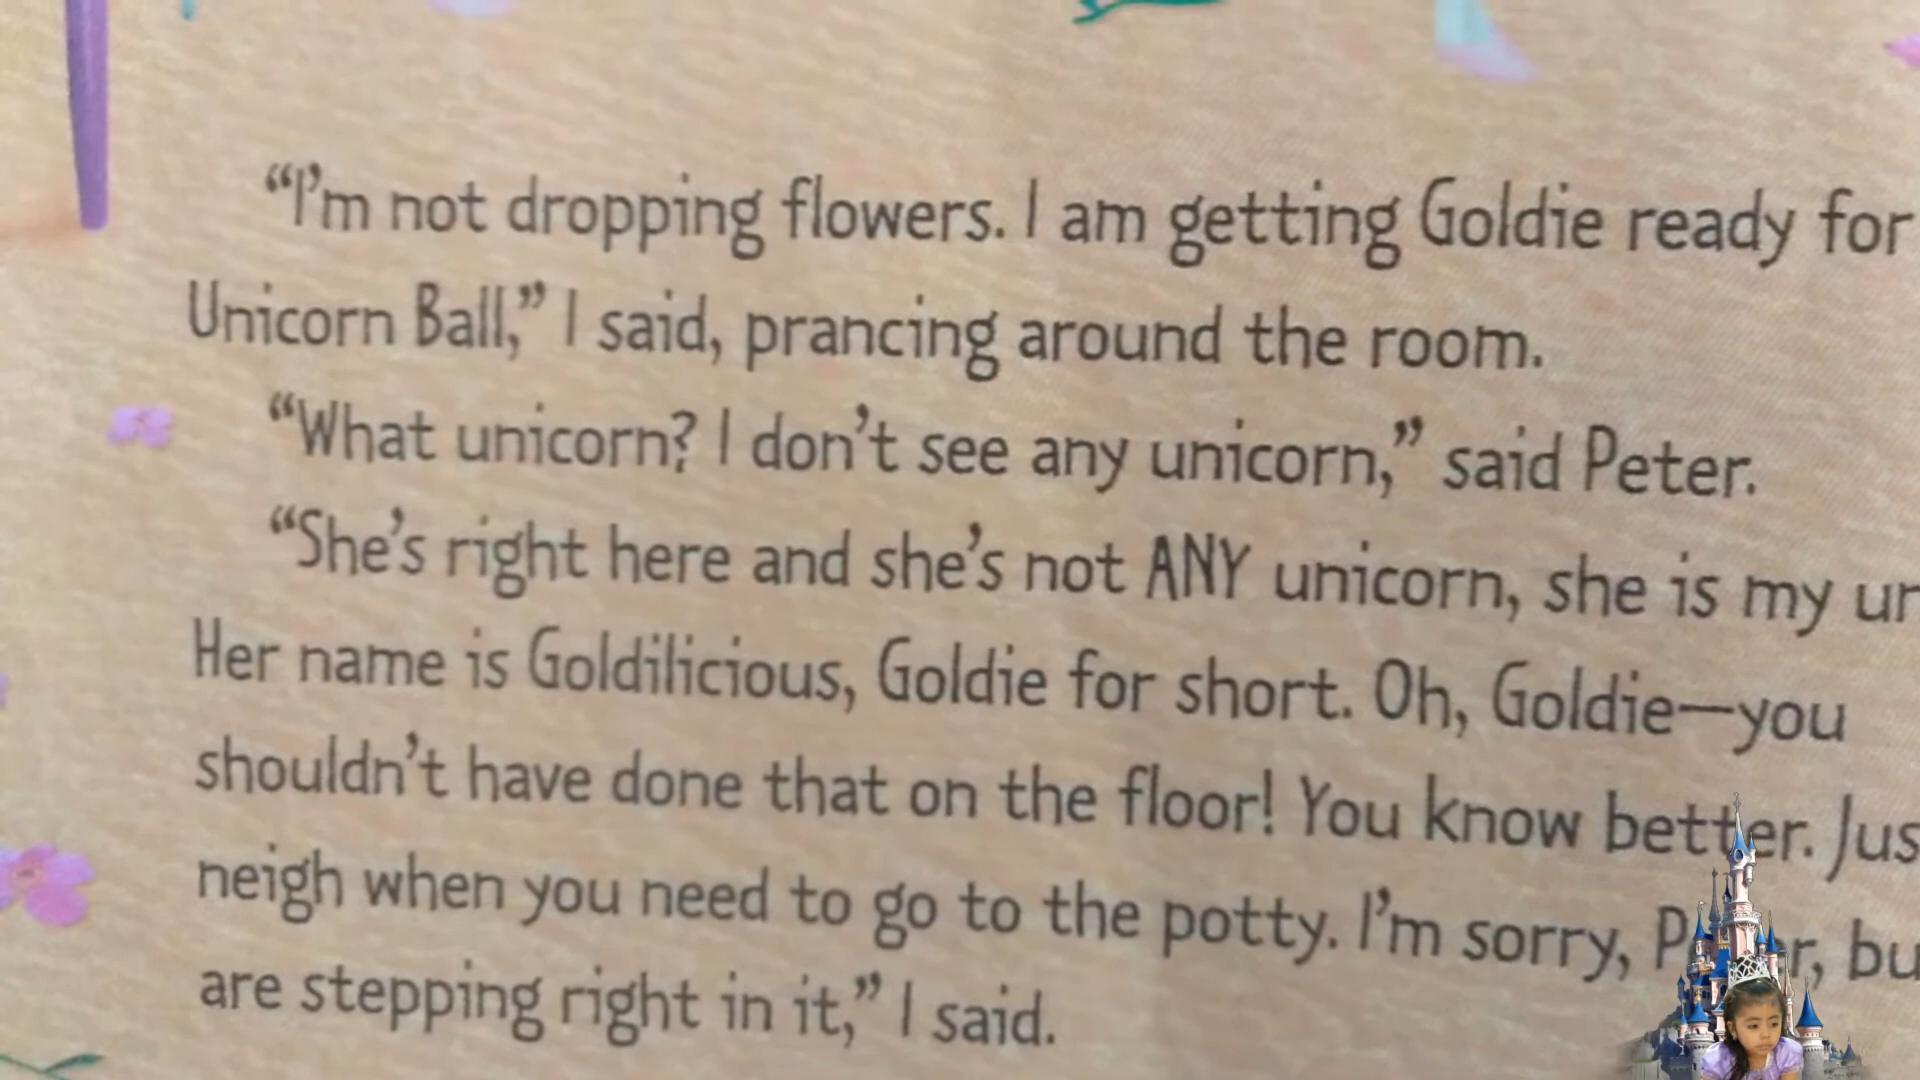 “I’m not dropping flowers. I am getting Goldie ready for
Unicorn Ball,” I said, prancing around the room.
“What unicorn? I don’t see any unicorn,” said Peter.
“She’s right here and she’s not ANY unicorn, she is my
Her name is Goldilicious, Goldie for short. Oh, Goldie—you
shouldn’t have done that on the floor! You know better.
neigh when you need to go to the potty. I’m sorry,
are stepping right in it,” I said.